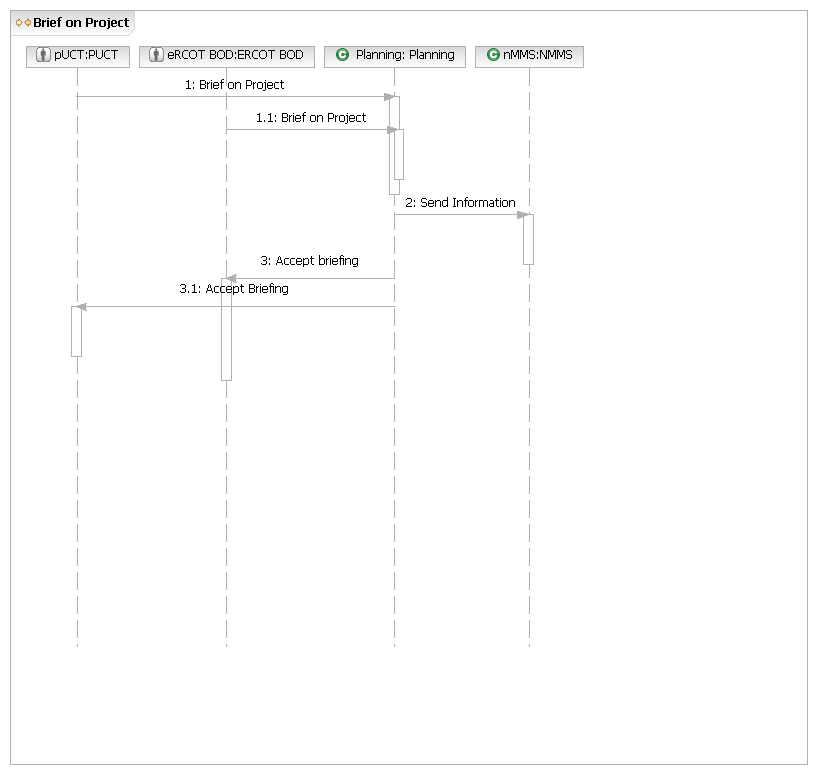 Brief on Project
pUCT:PUCT
eRCOT BOD:ERCOT BOD
C Planning: Planning
C nMMS:NMMS
1: Brief on Project
1.1: Brief on Project
2: Send Information
3: Accept briefing
3.1: Accept Briefing